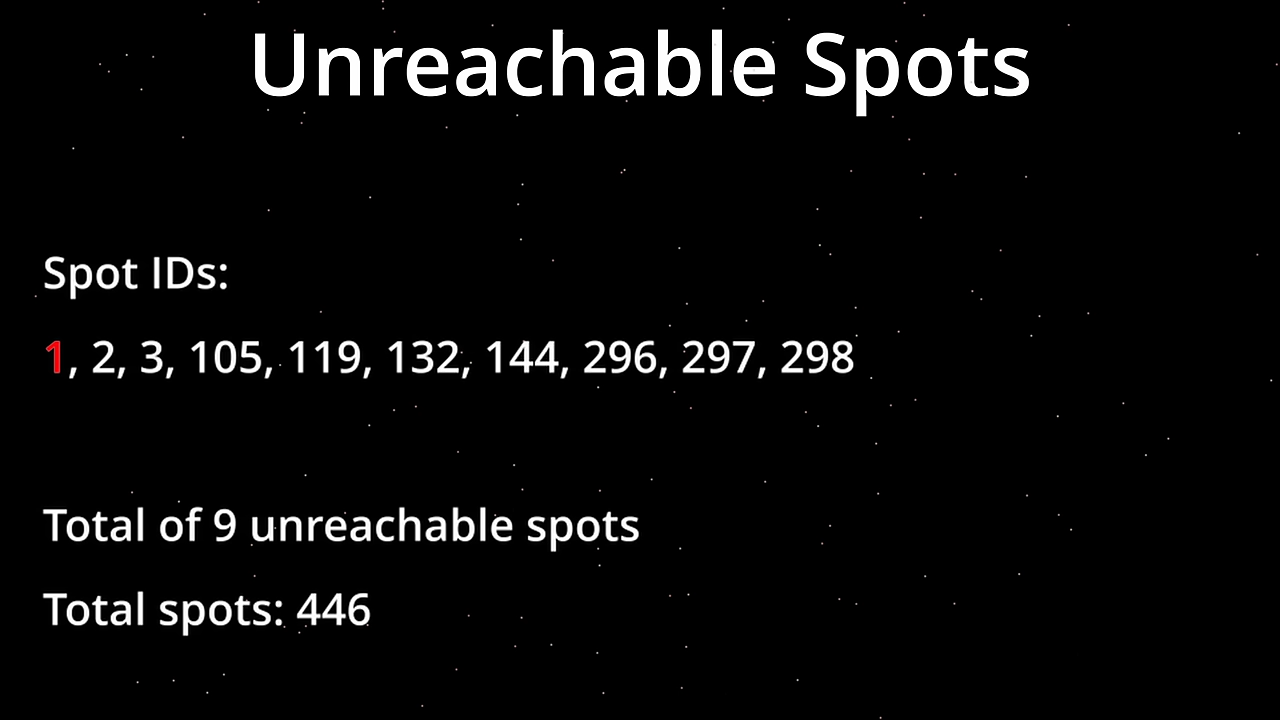 Unreachable Spots
Spot IDs:
1, 2, 3, 105, 119, 132, 144, 296, 297, 298
Total of 9 unreachable spots
Total spots: 446